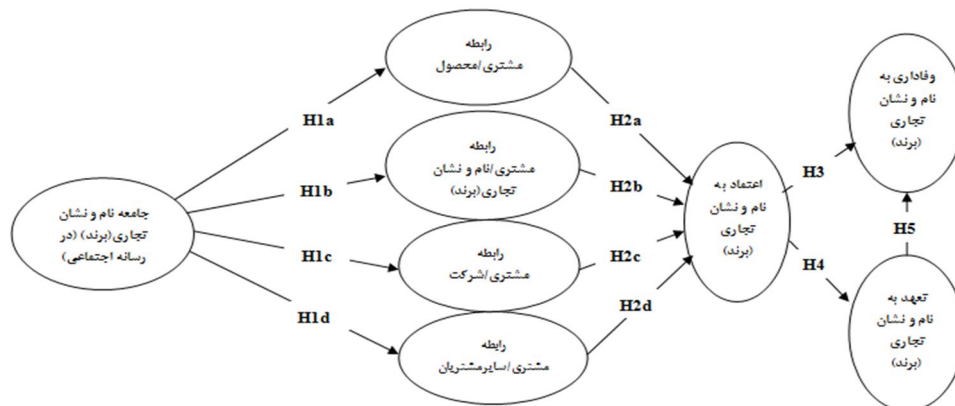 جامعه نام و نشان
تجاری(برند) (در
رسانه اجتماعی)
H1a
H1b
H1c
H1d
رابطه
مشتری/محصول
رابطه
مشتری/نام و نشان
تجاری(برند)
رابطه
مشتری/شرکت
رابطه
مشتری/سایرمشتریان
H2a
H2b
H2c
H2d
اعتماد به
نام و نشان
تجاری
(برند)
H3
H4
وفاداری به
نام و نشان
تجاری
(برند)
H5
تعهد به
نام و نشان
تجاری
(برند)